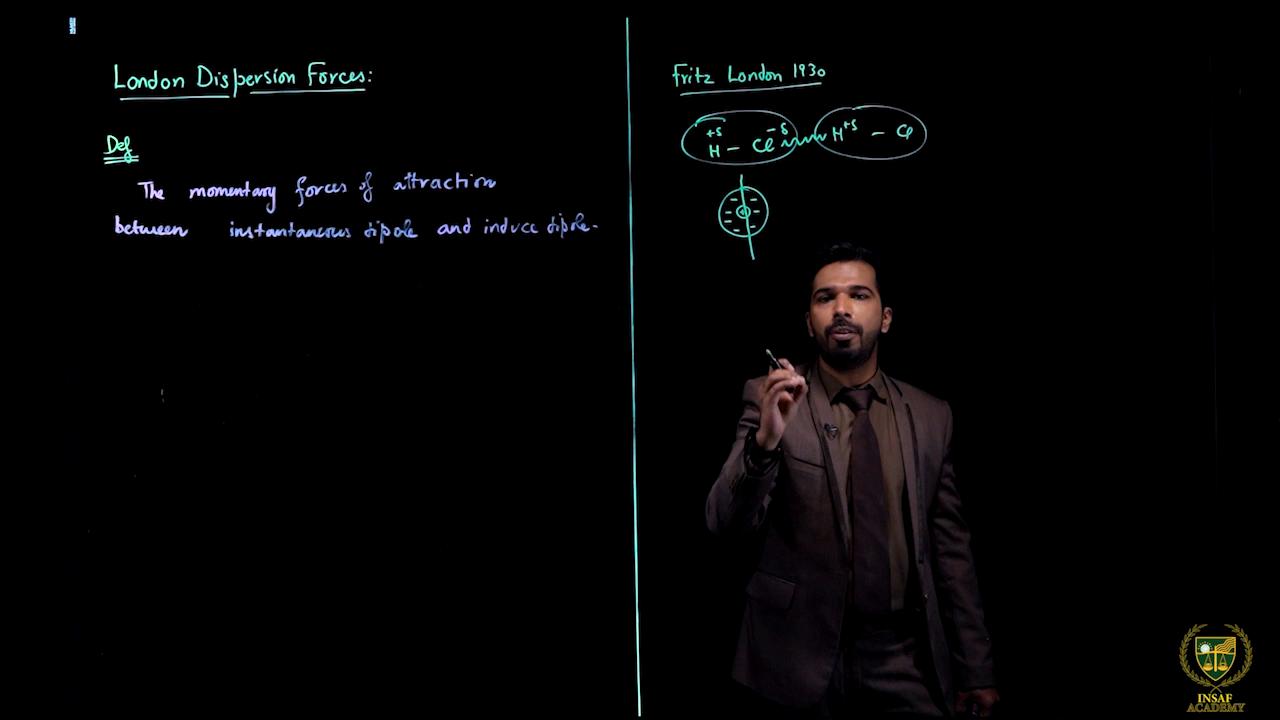 London Dispersion Forces:
Def
The momentary forces of attraction
between instantaneous dipole and induce dipole.
Fritz London 1930
+δ -δ +δ
H - Cl H - Cl
+
INSAF
ACADEMY